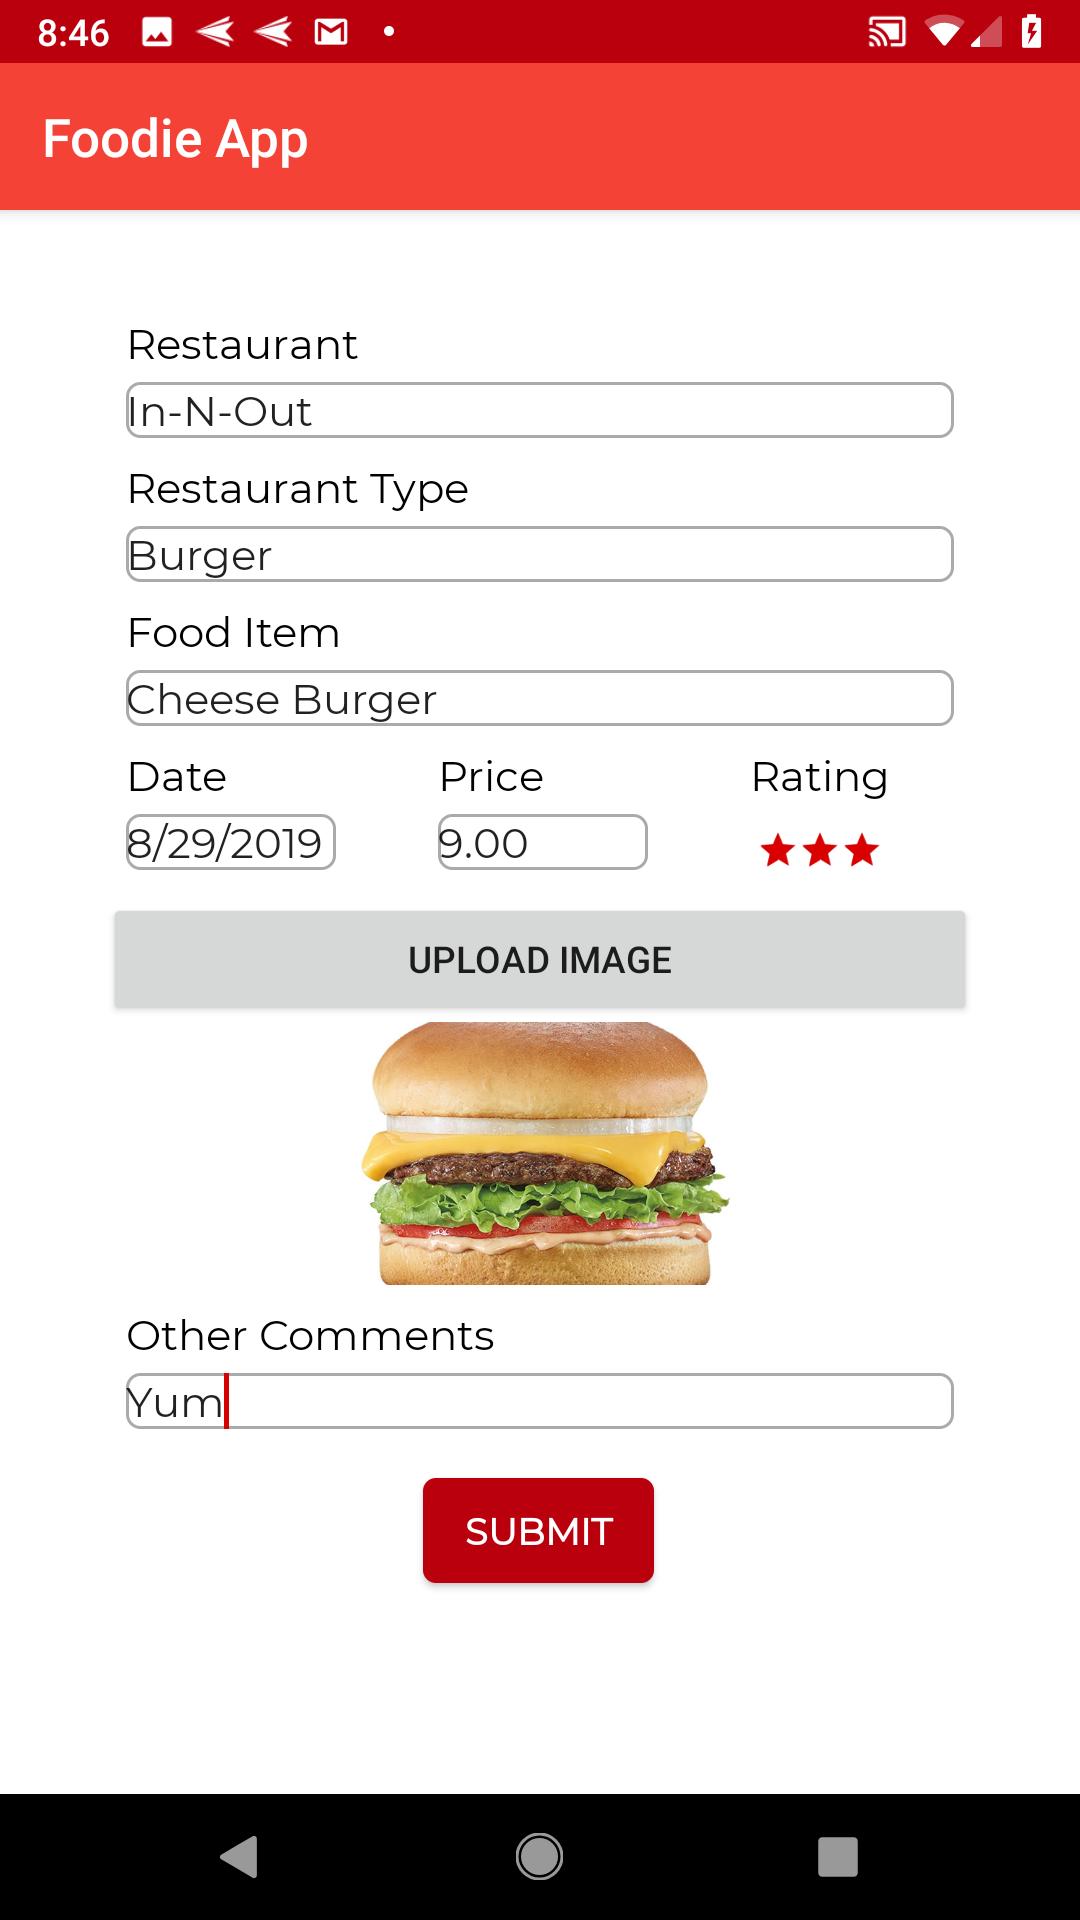 8:46
Foodie App
Restaurant
In-N-Out
Restaurant Type
Burger
Food Item
Cheese Burger
Date Price Rating
8/29/2019 9.00
UPLOAD IMAGE
Other Comments
Yum
SUBMIT